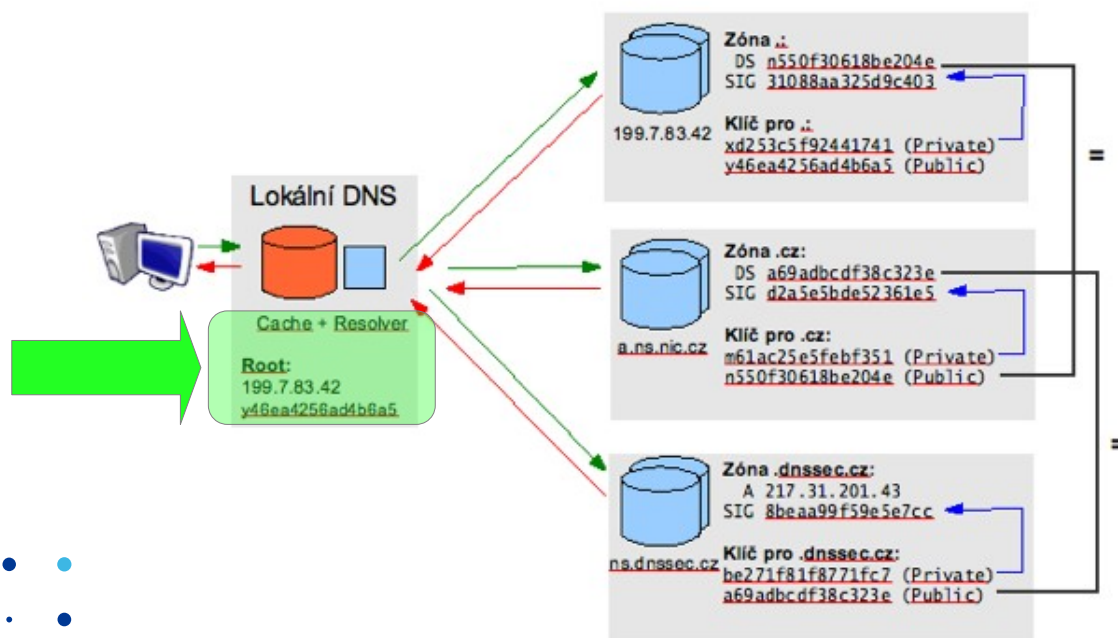 Lokální DNS
Cache + Resolver
Root:
199.7.83.42
y46ea4256ad4b6a5
199.7.83.42
Zóna .:
DS n550f30618be204e
SIG 31088aa325d9c403
Klíč pro .:
xd253c5f92441741 (Private)
y46ea4256ad4b6a5 (Public)
=
a.ns.nic.cz
Zóna .cz:
DS a69adbcdf38c323e
SIG d2a5e5bde52361e5
Klíč pro .cz:
m61ac25e5febf351 (Private)
n550f30618be204e (Public)
=
ns.dnssec.cz
Zóna .dnssec.cz:
A 217.31.201.43
SIG 8beaa99f59e5e7cc
Klíč pro .dnssec.cz:
be271f81f8771fc7 (Private)
a69adbcdf38c323e (Public)